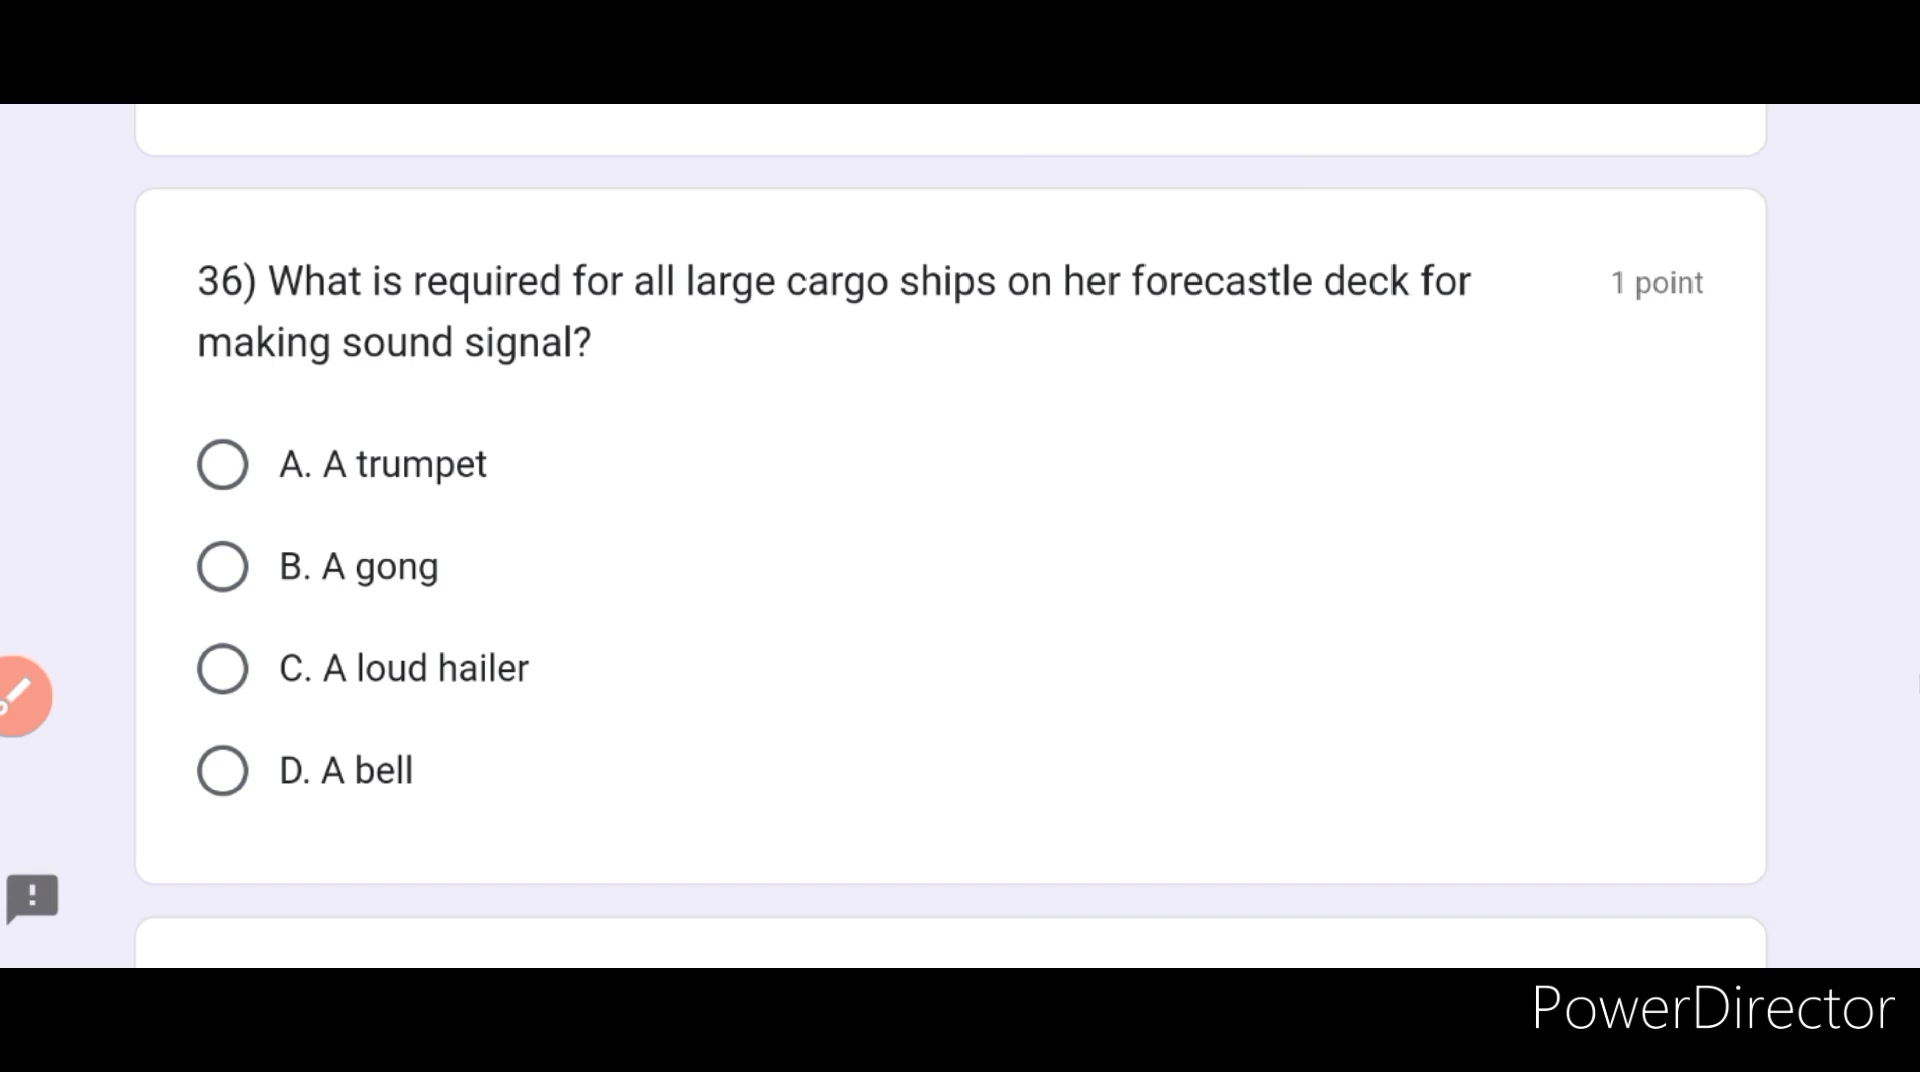 36) What is required for all large cargo ships on her forecastle deck for 1 point
making sound signal?
A. A trumpet
B. A gong
C. A loud hailer
D. A bell
PowerDirector